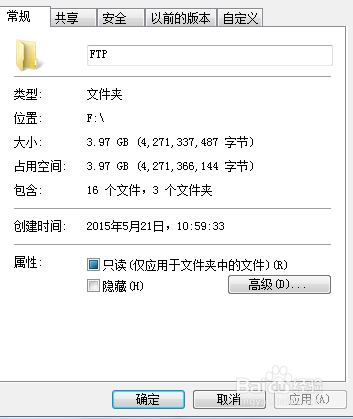 常规 共享 安全 以前的版本 自定义
FTP
类型: 文件夹
位置: F:\
大小: 3.97 GB (4,271,337,487 字节)
占用空间: 3.97 GB (4,271,366,144 字节)
包含: 16 个文件，3 个文件夹
创建时间: 2015年5月21日，10:59:33
属性: 只读(仅应用于文件夹中的文件)(R)
隐藏(H) 高级(D)...
Baidu经验
确定 取消 应用(A)